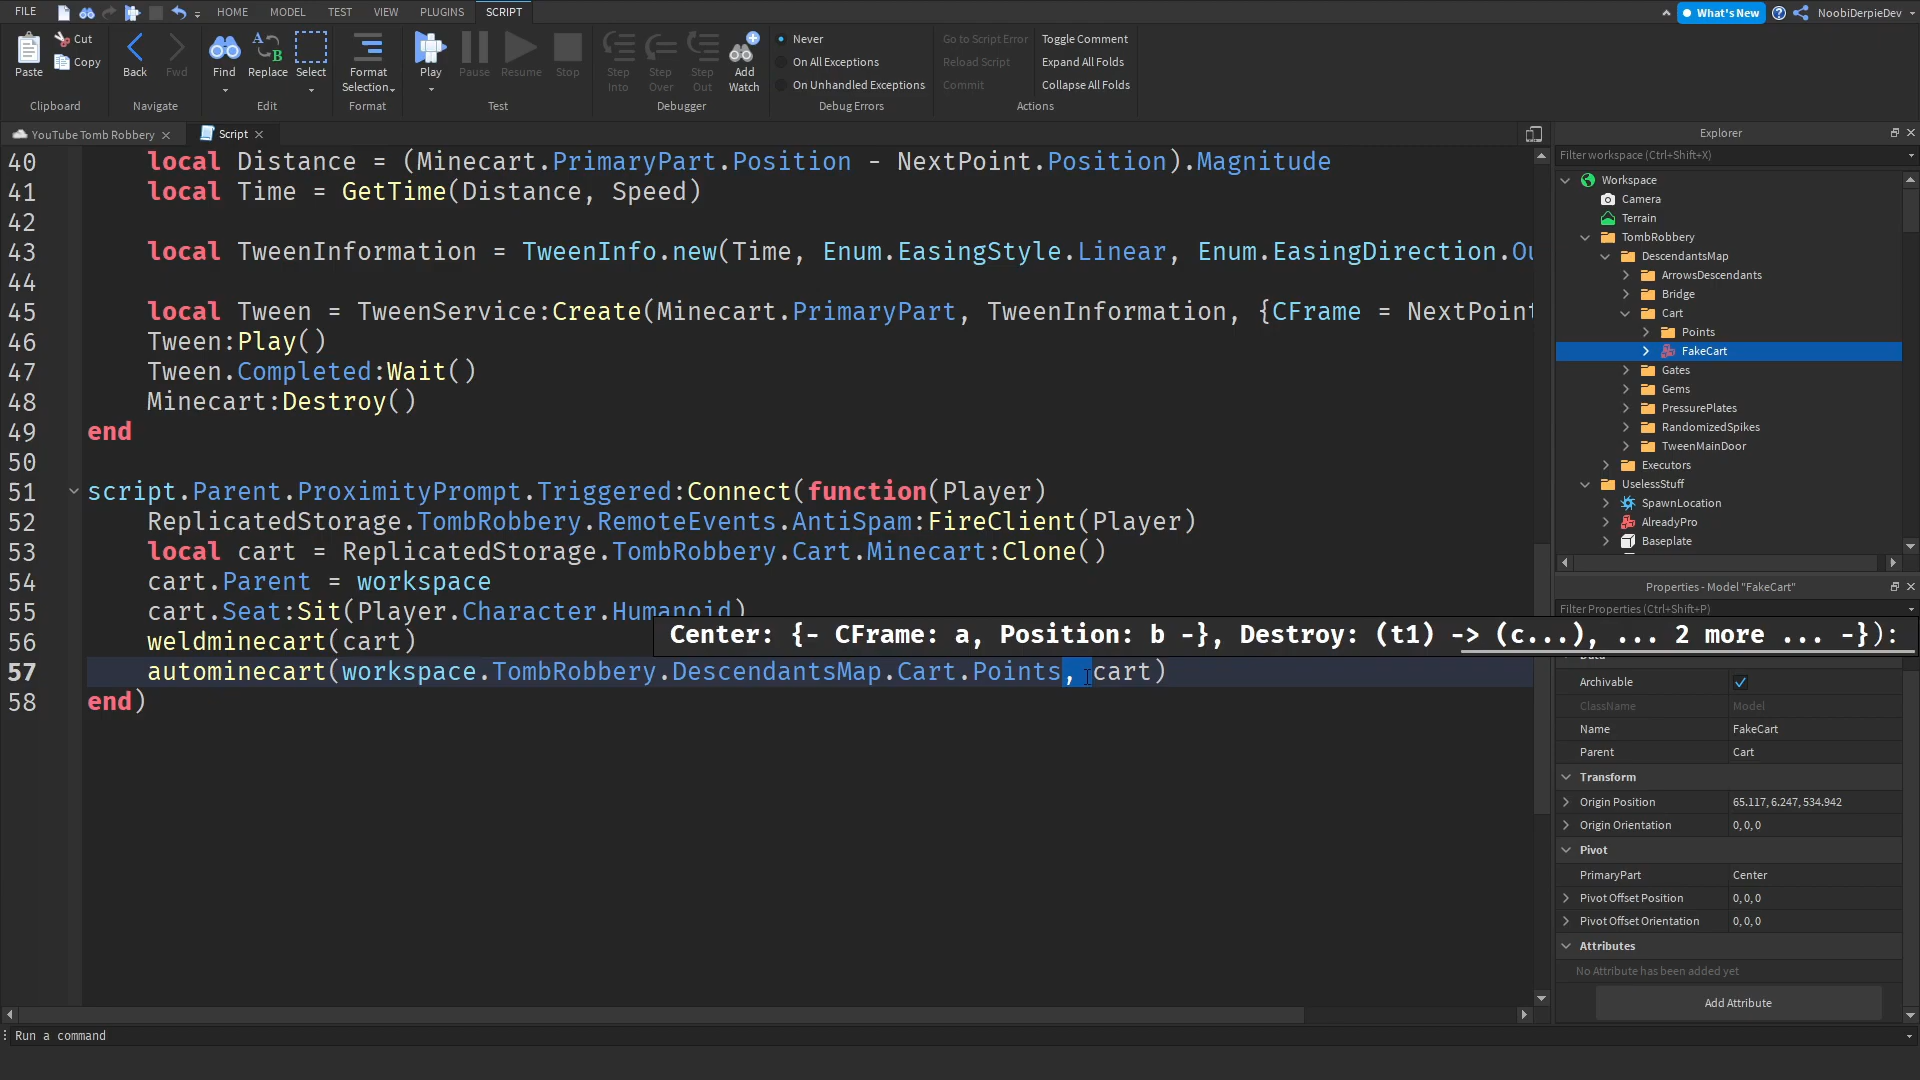 FILE
HOME
MODEL
TEST
VIEW
PLUGINS
SCRIPT
What's New
NoobiDerpieDev
Paste
Cut
Copy
Clipboard
Back
Fwd
Navigate
Find
Replace
Select
Edit
Format
Selection
Format
Play
Pause
Resume
Stop
Test
Step
Into
Step
Over
Step
Out
Add
Watch
Debugger
Never
On All Exceptions
On Unhandled Exceptions
Debug Errors
Go to Script Error
Reload Script
Commit
Toggle Comment
Expand All Folds
Collapse All Folds
Actions
YouTube Tomb Robbery
Script
40 local Distance = (Minecart.PrimaryPart.Position - NextPoint.Position).Magnitude
41 local Time = GetTime(Distance, Speed)
42
43 local TweenInformation = TweenInfo.new(Time, Enum.EasingStyle.Linear, Enum.EasingDirection.Ou
44
45 local Tween = TweenService:Create(Minecart.PrimaryPart, TweenInformation, {CFrame = NextPoint
46 Tween:Play()
47 Tween.Completed:Wait()
48 Minecart:Destroy()
49 end
50
51 script.Parent.ProximityPrompt.Triggered:Connect(function(Player)
52 ReplicatedStorage.TombRobbery.RemoteEvents.AntiSpam:FireClient(Player)
53 local cart = ReplicatedStorage.TombRobbery.Cart.Minecart:Clone()
54 cart.Parent = workspace
55 cart.Seat:Sit(Player.Character.Humanoid)
56 weldminecart(cart)
Center: {- CFrame: a, Position: b -}, Destroy: (t1) -> (c...), ... 2 more ... -}):
57 autominecart(workspace.TombRobbery.DescendantsMap.Cart.Points, cart)
58 end)
Run a command
Explorer
Filter workspace (Ctrl+Shift+X)
Workspace
Camera
Terrain
TombRobbery
DescendantsMap
ArrowsDescendants
Bridge
Cart
Points
FakeCart
Gates
Gems
PressurePlates
RandomizedSpikes
TweenMainDoor
Executors
UselessStuff
SpawnLocation
AlreadyPro
Baseplate
Properties - Model "FakeCart"
Filter Properties (Ctrl+Shift+P)
Data
Archivable
ClassName Model
Name FakeCart
Parent Cart
Transform
Origin Position 65.117, 6.247, 534.942
Origin Orientation 0, 0, 0
Pivot
PrimaryPart Center
Pivot Offset Position 0, 0, 0
Pivot Offset Orientation 0, 0, 0
Attributes
No Attribute has been added yet
Add Attribute